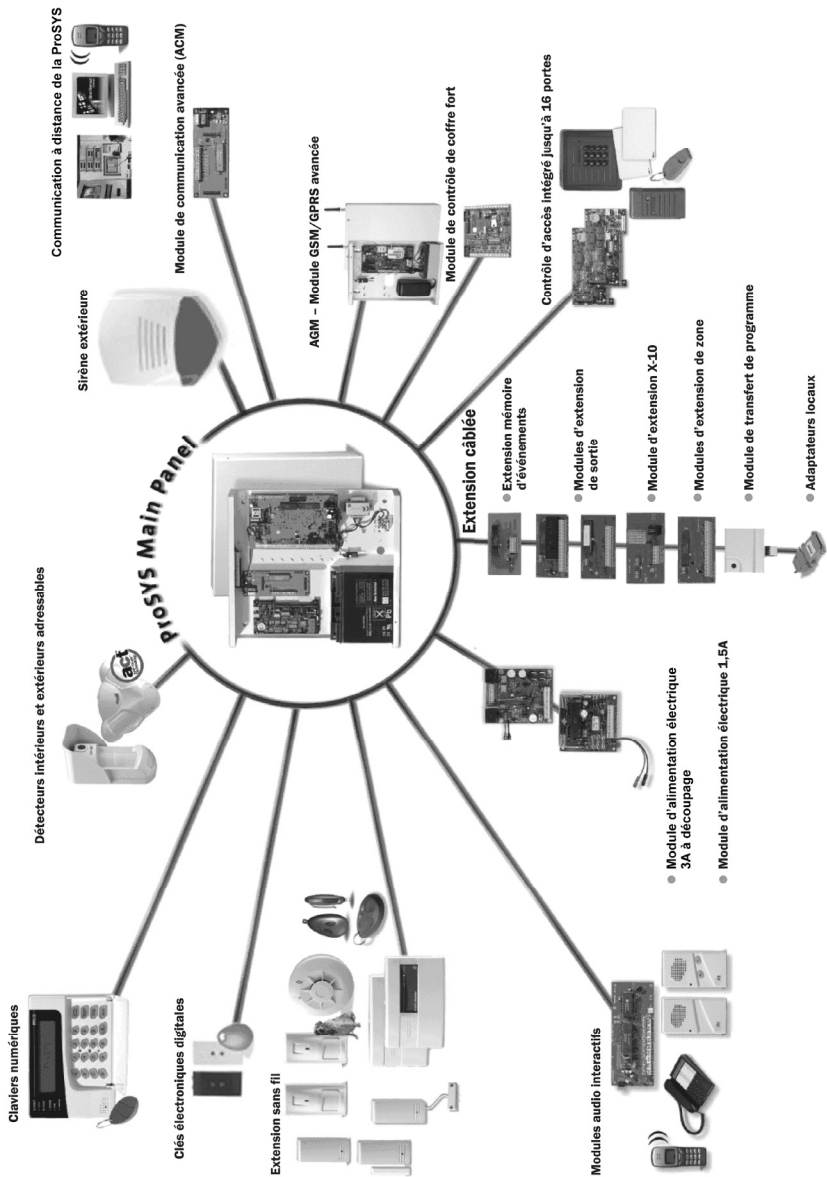 Communication à distance de la ProSYS
Module de communication avancée (ACM)
Sirène extérieure
AGM – Module GSM/GPRS avancée
Module de contrôle de coffre fort
Contrôle d'accès intégré jusqu'à 16 portes
ProSYS Main Panel
Détecteurs intérieurs et extérieurs adressables
act
Claviers numériques
Clés électroniques digitales
Extension sans fil
Modules audio interactifs
Extension câblée
Extension mémoire
d'événements
Modules d'extension
de sortie
Module d'extension X-10
Modules d'extension de zone
Module de transfert de programme
Adaptateurs locaux
Module d'alimentation électrique
3A à découpage
Module d'alimentation électrique 1,5A